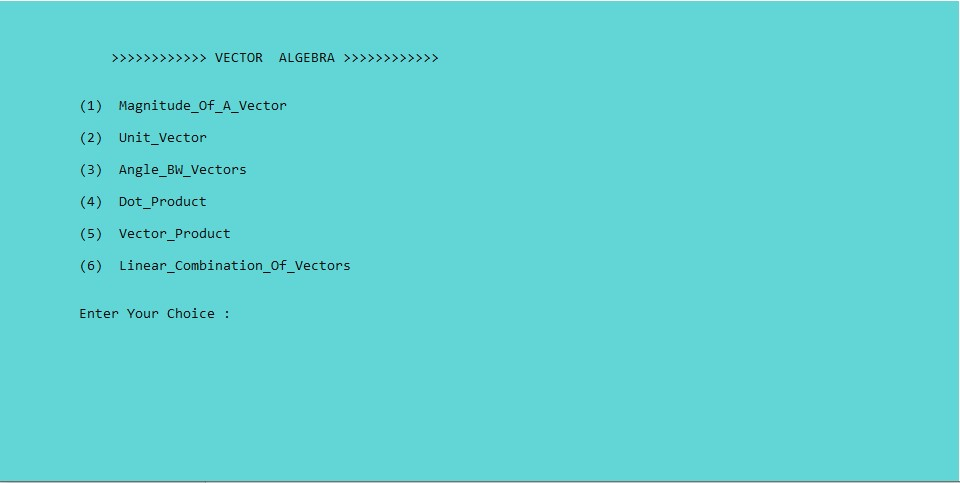 >>>>>>>>>>>> VECTOR  ALGEBRA >>>>>>>>>>>>
(1)  Magnitude_Of_A_Vector
(2)  Unit_Vector
(3)  Angle_BW_Vectors
(4)  Dot_Product
(5)  Vector_Product
(6)  Linear_Combination_Of_Vectors
Enter Your Choice :